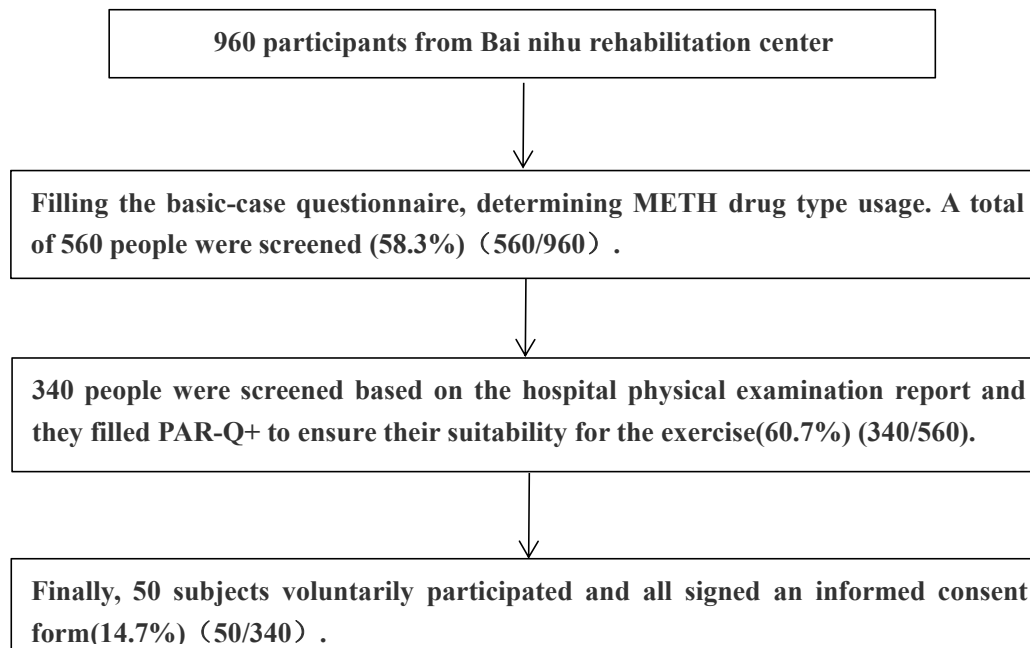 960 participants from Bai nihu rehabilitation center
Filling the basic-case questionnaire, determining METH drug type usage. A total
of 560 people were screened (58.3%)（560/960）.
340 people were screened based on the hospital physical examination report and
they filled PAR-Q+ to ensure their suitability for the exercise(60.7%) (340/560).
Finally, 50 subjects voluntarily participated and all signed an informed consent
form(14.7%)（50/340）.